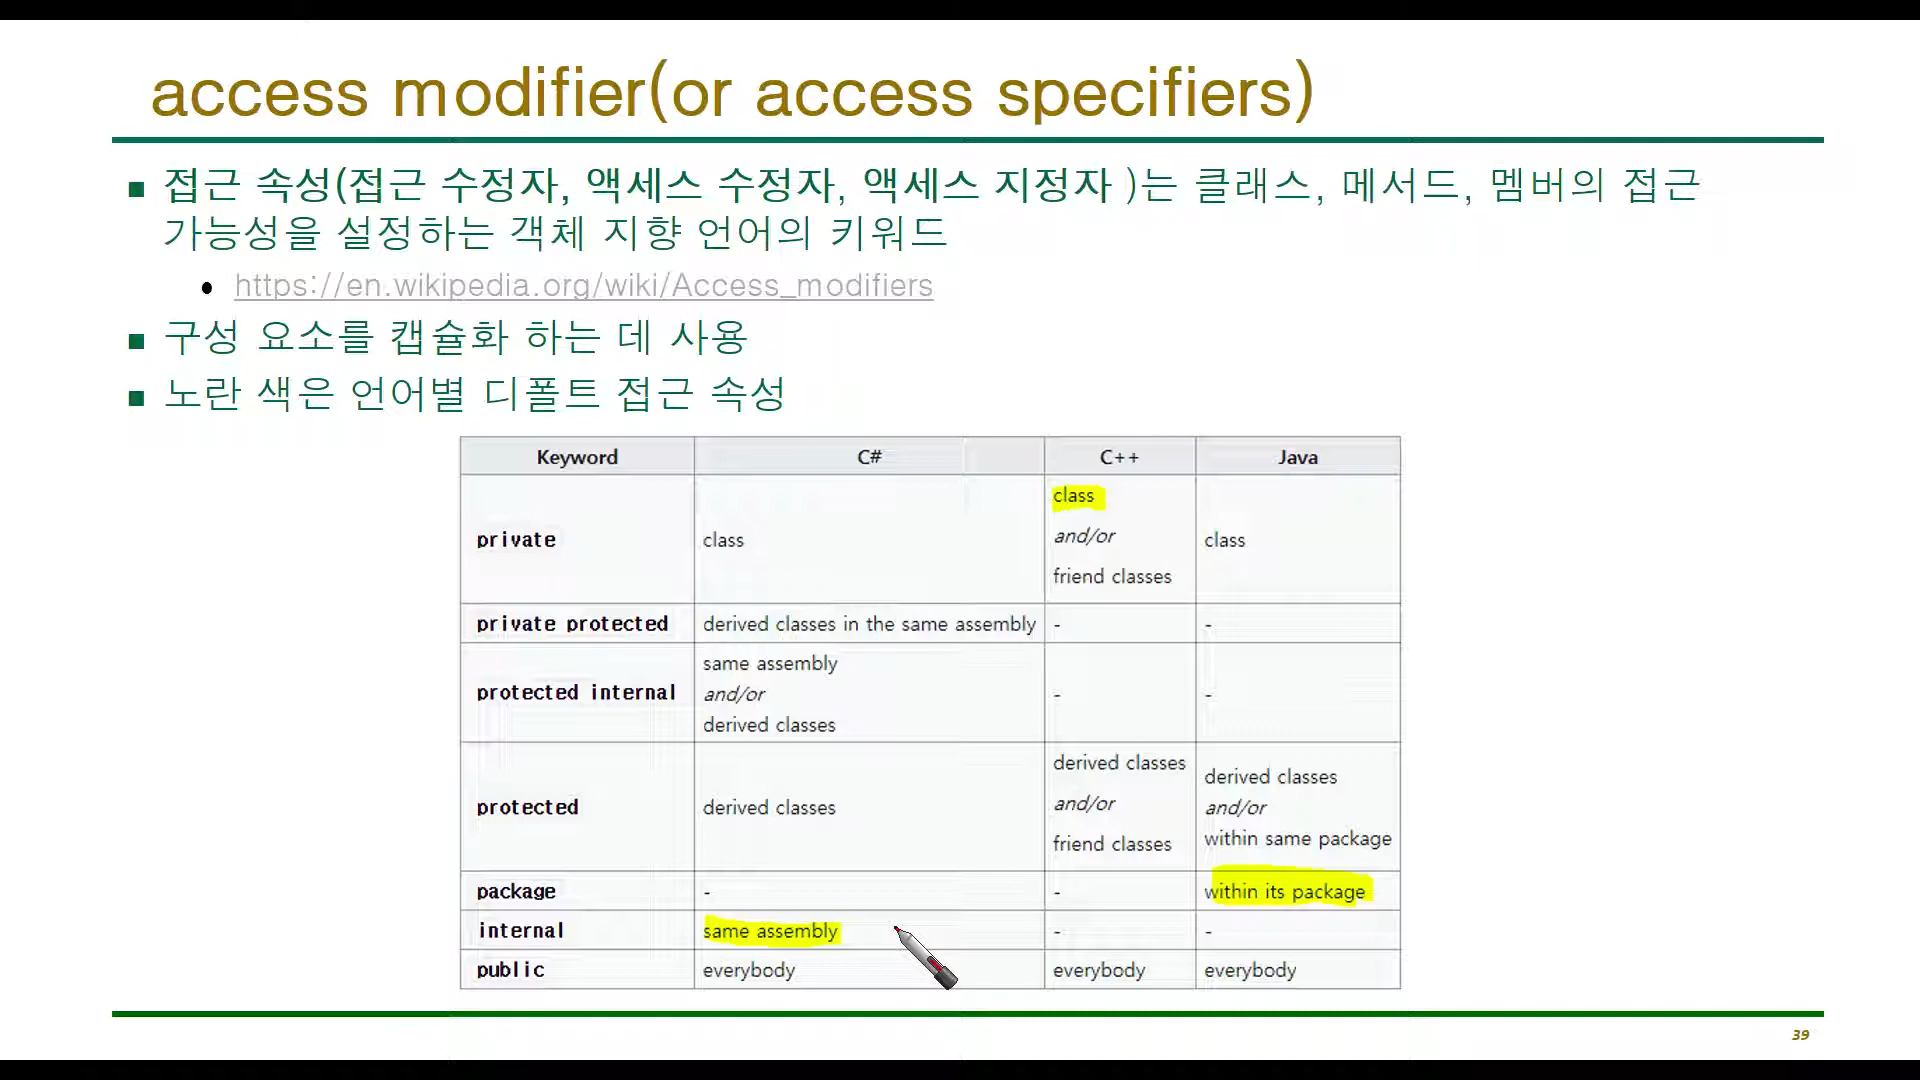 access modifier(or access specifiers)
접근 속성(접근 수정자, 액세스 수정자, 액세스 지정자 )는 클래스, 메서드, 멤버의 접근
가능성을 설정하는 객체 지향 언어의 키워드
https://en.wikipedia.org/wiki/Access_modifiers
구성 요소를 캡슐화 하는 데 사용
노란 색은 언어별 디폴트 접근 속성
Keyword C# C++ Java
private class class and/or friend classes class
private protected derived classes in the same assembly - -
protected internal same assembly and/or derived classes - -
protected derived classes derived classes and/or friend classes derived classes and/or within same package
package - - within its package
internal same assembly - -
public everybody everybody everybody
39